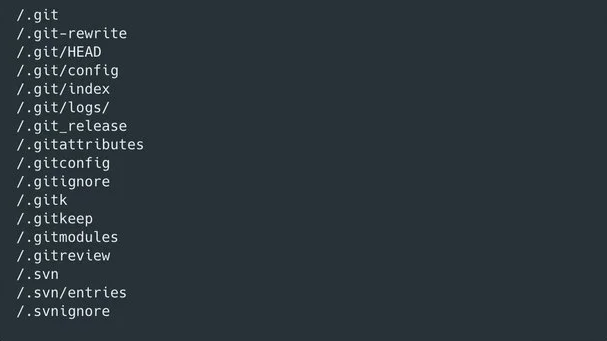 /.git
/.git-rewrite
/.git/HEAD
/.git/config
/.git/index
/.git/logs/
/.git_release
/.gitattributes
/.gitconfig
/.gitignore
/.gitk
/.gitkeep
/.gitmodules
/.gitreview
/.svn
/.svn/entries
/.svnignore